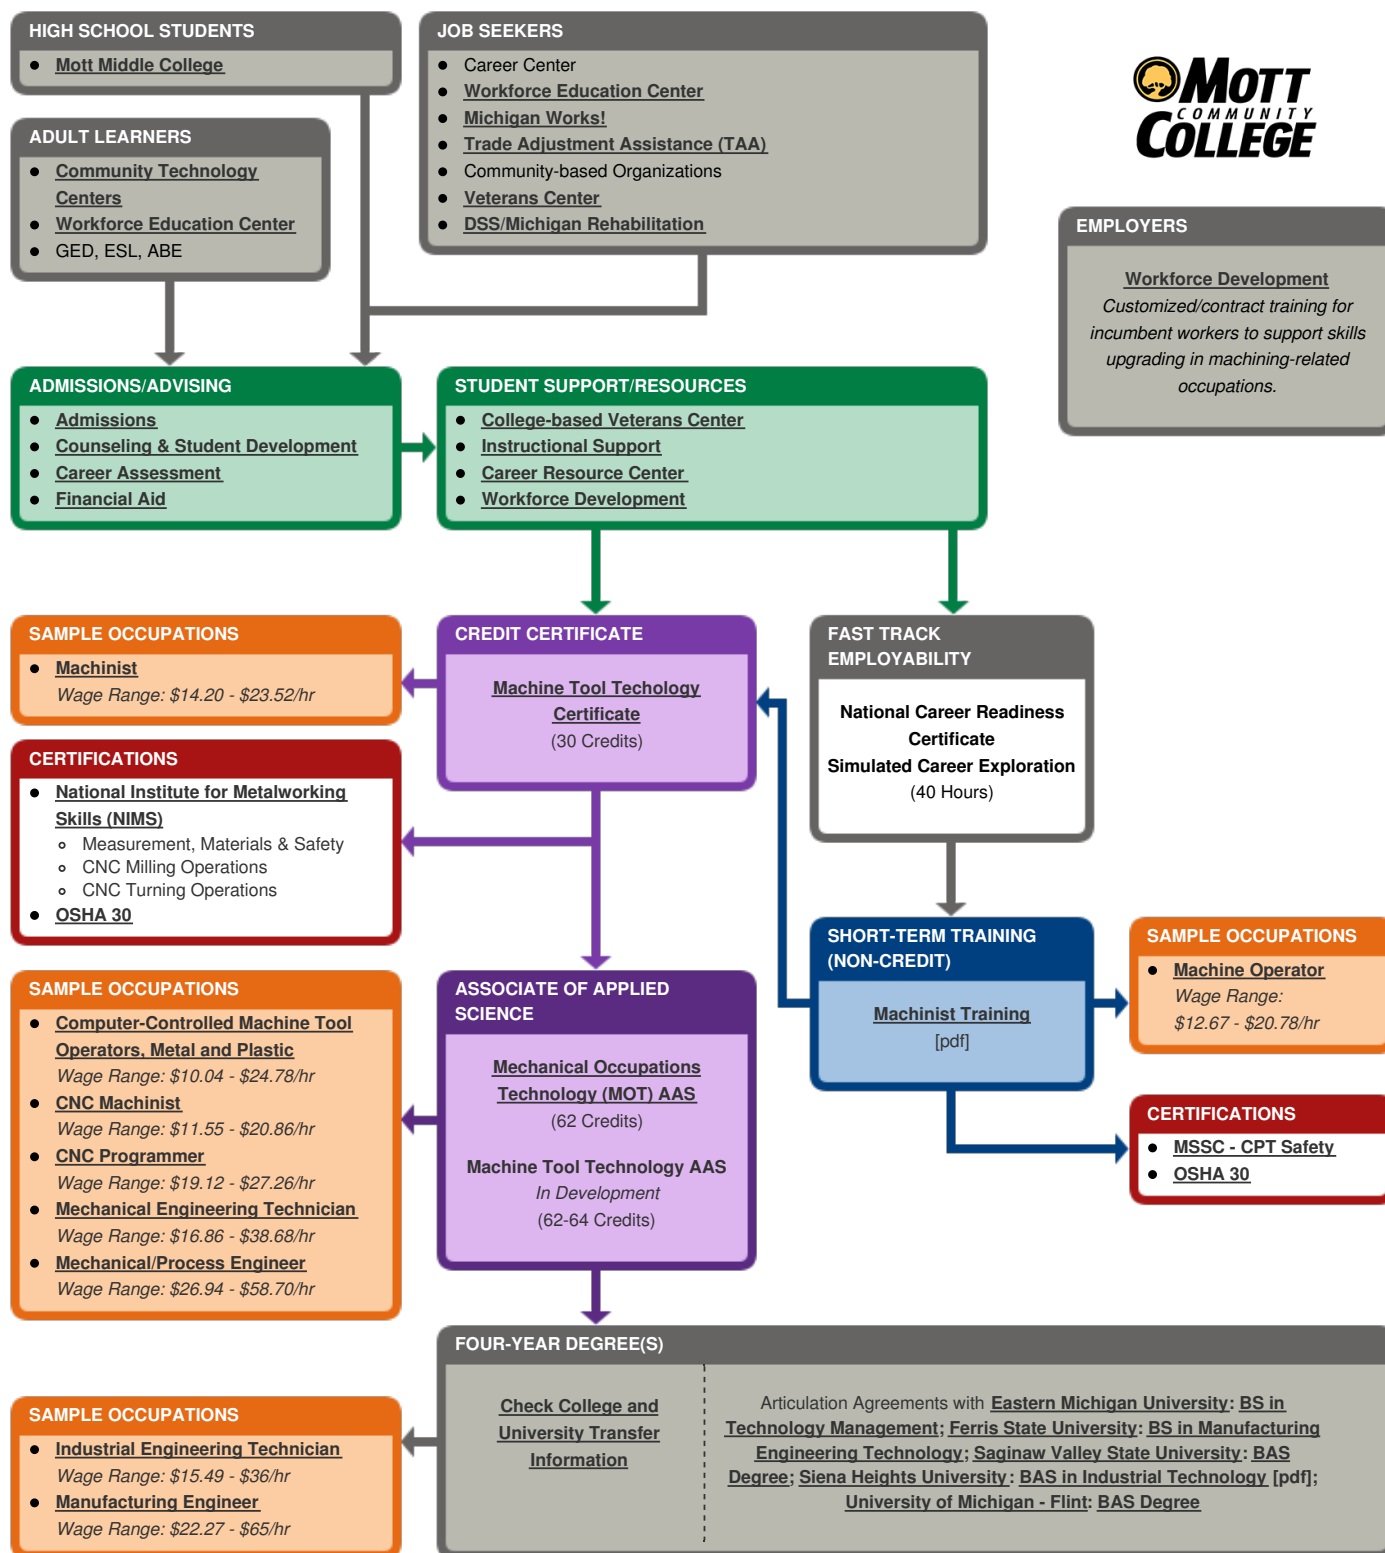 HIGH SCHOOL STUDENTS
Mott Middle College
JOB SEEKERS
Career Center
Workforce Education Center
Michigan Works!
Trade Adjustment Assistance (TAA)
Community-based Organizations
Veterans Center
DSS/Michigan Rehabilitation
MOTT
COMMUNITY
COLLEGE
ADULT LEARNERS
Community Technology
Centers
Workforce Education Center
GED, ESL, ABE
EMPLOYERS
Workforce Development
Customized/contract training for
incumbent workers to support skills
upgrading in machining-related
occupations.
ADMISSIONS/ADVISING
Admissions
Counseling & Student Development
Career Assessment
Financial Aid
STUDENT SUPPORT/RESOURCES
College-based Veterans Center
Instructional Support
Career Resource Center
Workforce Development
SAMPLE OCCUPATIONS
Machinist
Wage Range: $14.20 - $23.52/hr
CREDIT CERTIFICATE
Machine Tool Techology
Certificate
(30 Credits)
FAST TRACK
EMPLOYABILITY
National Career Readiness
Certificate
Simulated Career Exploration
(40 Hours)
CERTIFICATIONS
National Institute for Metalworking
Skills (NIMS)
Measurement, Materials & Safety
CNC Milling Operations
CNC Turning Operations
OSHA 30
SHORT-TERM TRAINING
(NON-CREDIT)
Machinist Training
[pdf]
SAMPLE OCCUPATIONS
Machine Operator
Wage Range:
$12.67 - $20.78/hr
SAMPLE OCCUPATIONS
Computer-Controlled Machine Tool
Operators, Metal and Plastic
Wage Range: $10.04 - $24.78/hr
CNC Machinist
Wage Range: $11.55 - $20.86/hr
CNC Programmer
Wage Range: $19.12 - $27.26/hr
Mechanical Engineering Technician
Wage Range: $16.86 - $38.68/hr
Mechanical/Process Engineer
Wage Range: $26.94 - $58.70/hr
ASSOCIATE OF APPLIED
SCIENCE
Mechanical Occupations
Technology (MOT) AAS
(62 Credits)
Machine Tool Technology AAS
In Development
(62-64 Credits)
CERTIFICATIONS
MSSC - CPT Safety
OSHA 30
FOUR-YEAR DEGREE(S)
Check College and
University Transfer
Information
Articulation Agreements with Eastern Michigan University: BS in
Technology Management; Ferris State University: BS in Manufacturing
Engineering Technology; Saginaw Valley State University: BAS
Degree; Siena Heights University: BAS in Industrial Technology [pdf];
University of Michigan - Flint: BAS Degree
SAMPLE OCCUPATIONS
Industrial Engineering Technician
Wage Range: $15.49 - $36/hr
Manufacturing Engineer
Wage Range: $22.27 - $65/hr